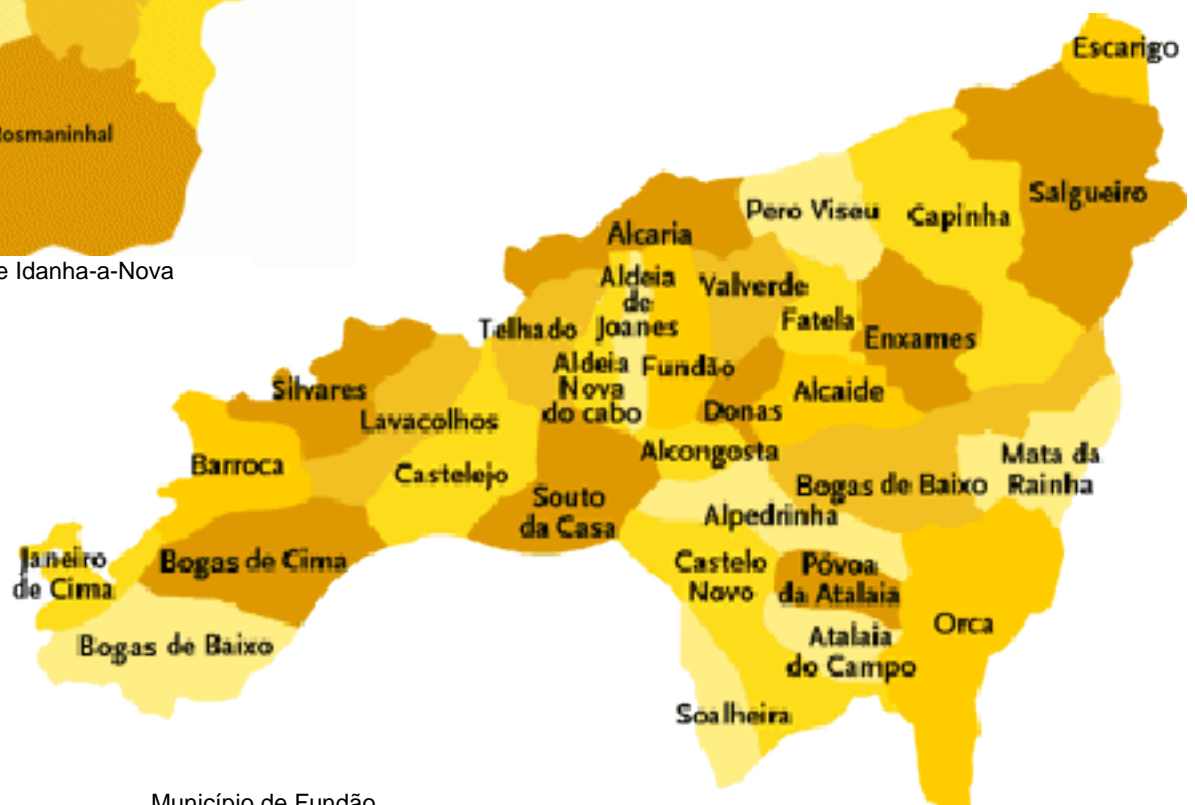 Escarigo
osmaninhal
Salgueiro
Pero Viseu
Capinha
Alcaria
e Idanha-a-Nova
Aldeia
de
Joanes
Valverde
Telhado
Fatela
Enxames
Aldeia
Nova
do cabo
Fundão
Silvares
Alcaide
Donas
Lavacolhos
Alcongosta
Barroca
Castelejo
Mata da
Rainha
Bogas de Baixo
Souto
da Casa
Alpedrinha
Janeiro
de Cima
Bogas de Cima
Castelo
Novo
Póvoa
da Atalaia
Orca
Atalaia
do Campo
Bogas de Baixo
Soalheira
Município de Fundão